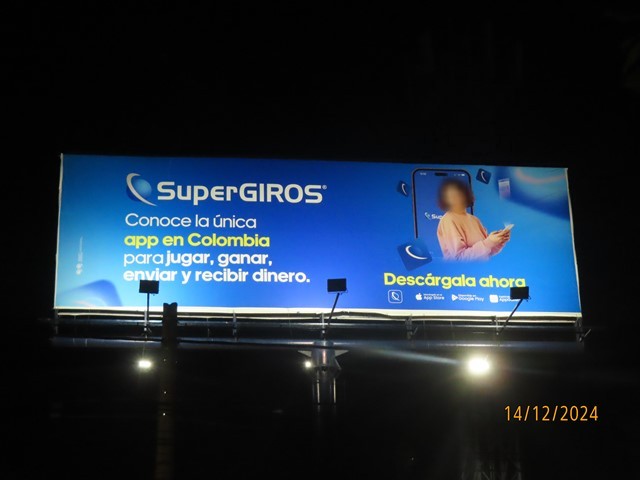 SuperGIROS®
Conoce la única
app en Colombia
para jugar, ganar,
enviar y recibir dinero.
Descárgala ahora
App Store
Google Play
14/12/2024